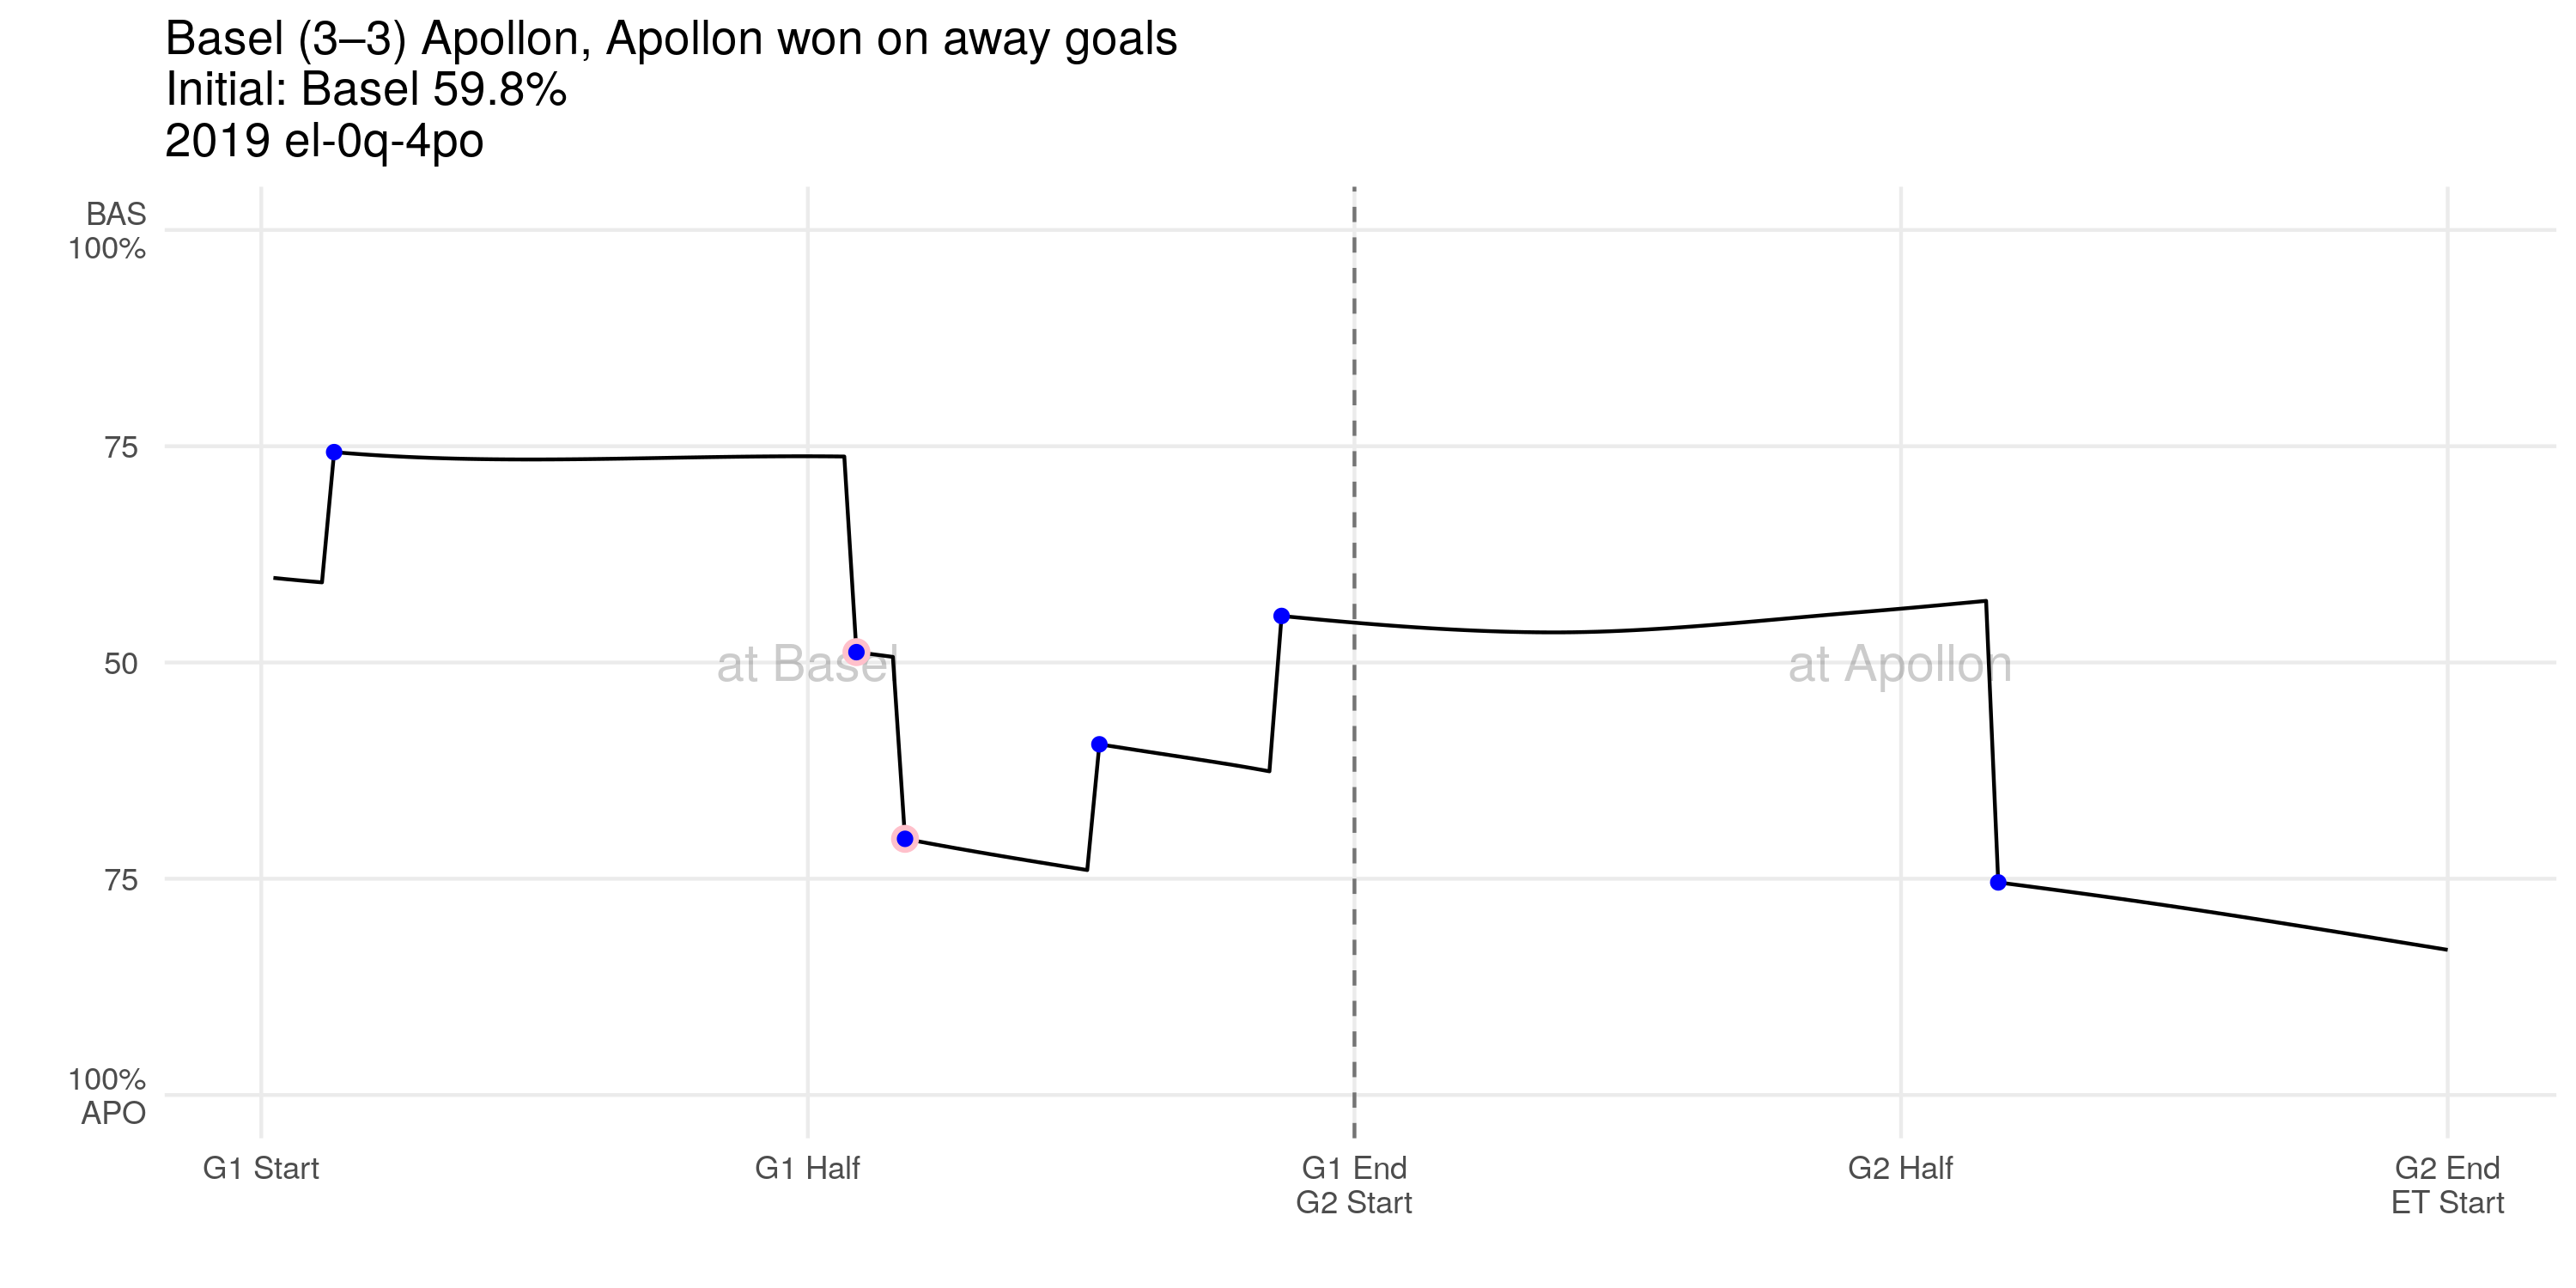 Basel (3–3) Apollon, Apollon won on away goals
Initial: Basel 59.8%
2019 el-0q-4po
BAS
100%
75
50
75
100%
APO
at Basel
at Apollon
G1 Start
G1 Half
G1 End
G2 Start
G2 Half
G2 End
ET Start